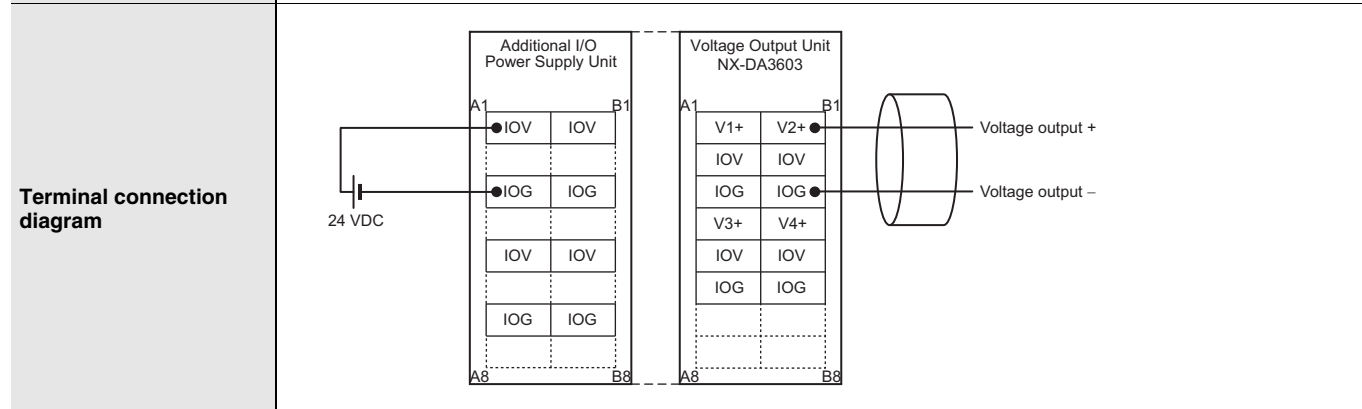 Terminal connection
diagram
24 VDC
Additional I/O
Power Supply Unit
A1 B1
IOV IOV
IOG IOG
IOV IOV
IOG IOG
A8 B8
Voltage Output Unit
NX-DA3603
A1 B1
V1+ V2+
IOV IOV
IOG IOG
V3+ V4+
IOV IOV
IOG IOG
A8 B8
Voltage output +
Voltage output −